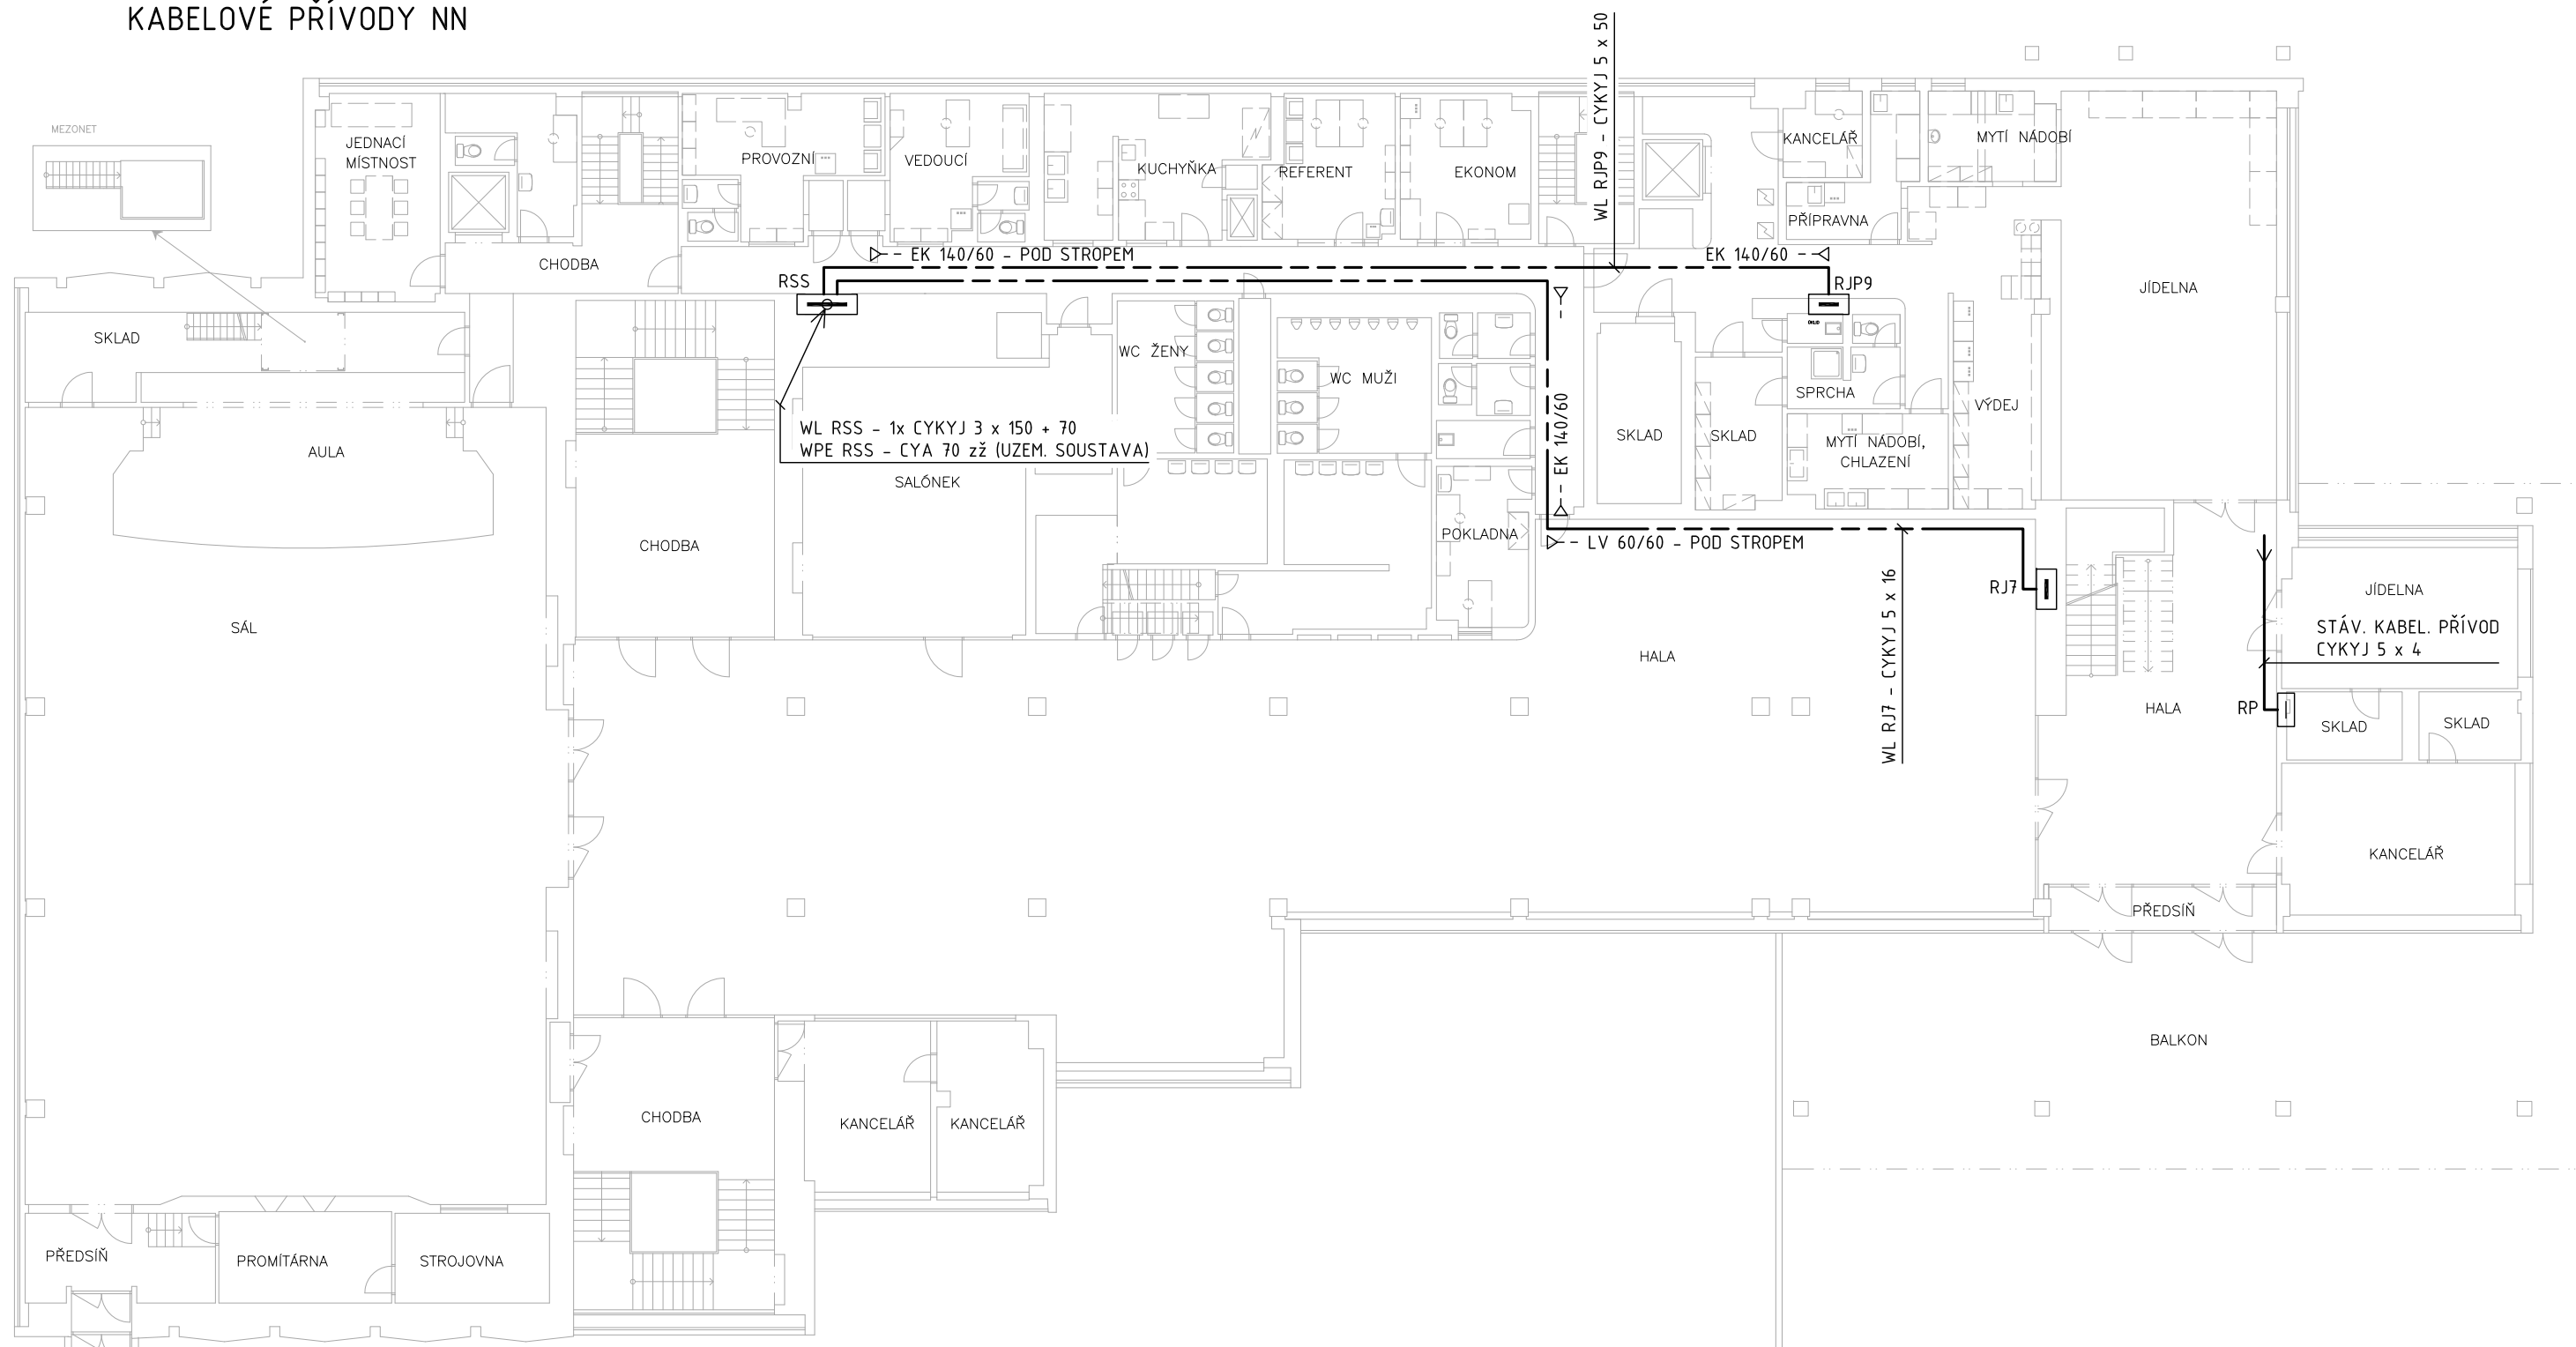 KABELOVÉ PŘÍVODY NN
MEZONET
JEDNACÍ
MÍSTNOST
PROVOZNÍ
VEDOUCÍ
KUCHYŇKA
REFERENT
EKONOM
WL RJP9 - CYKYJ 5 x 50
KANCELÁŘ
MYTÍ NÁDOBÍ
PŘÍPRAVNA
CHODBA
EK 140/60 - POD STROPEM
EK 140/60
RSS
RJP9
JÍDELNA
SKLAD
WC ŽENY
WC MUŽI
EK 140/60
SPRCHA
VÝDEJ
WL RSS - 1x CYKYJ 3 x 150 + 70
WPE RSS - CYA 70 zž (UZEM. SOUSTAVA)
SKLAD
SKLAD
MYTÍ NÁDOBÍ,
CHLAZENÍ
AULA
SALÓNEK
POKLADNA
CHODBA
LV 60/60 - POD STROPEM
WL RJ7 - CYKYJ 5 x 16
RJ7
JÍDELNA
STÁV. KABEL. PŘÍVOD
CYKYJ 5 x 4
SÁL
HALA
HALA
RP
SKLAD
SKLAD
KANCELÁŘ
PŘEDSÍŇ
BALKON
CHODBA
KANCELÁŘ
KANCELÁŘ
PŘEDSÍŇ
PROMÍTÁRNA
STROJOVNA